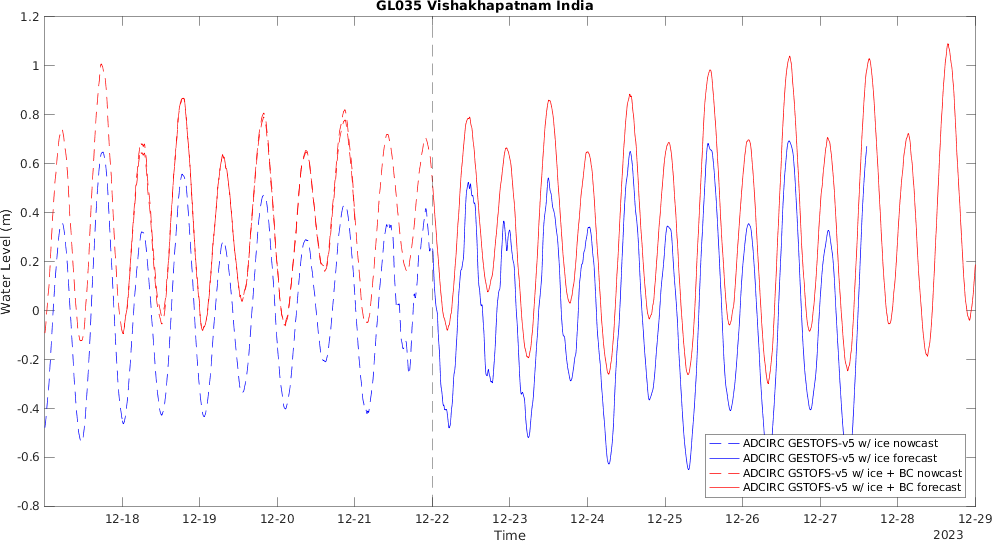 GL035 Vishakhapatnam India
1.2
1
0.8
0.6
0.4
0.2
0
-0.2
-0.4
-0.6
-0.8
Water Level (m)
ADCIRC GESTOFS-v5 w/ ice nowcast
ADCIRC GESTOFS-v5 w/ ice forecast
ADCIRC GSTOFS-v5 w/ ice + BC nowcast
ADCIRC GSTOFS-v5 w/ ice + BC forecast
12-18 12-19 12-20 12-21 12-22 12-23 12-24 12-25 12-26 12-27 12-28 12-29
Time
2023